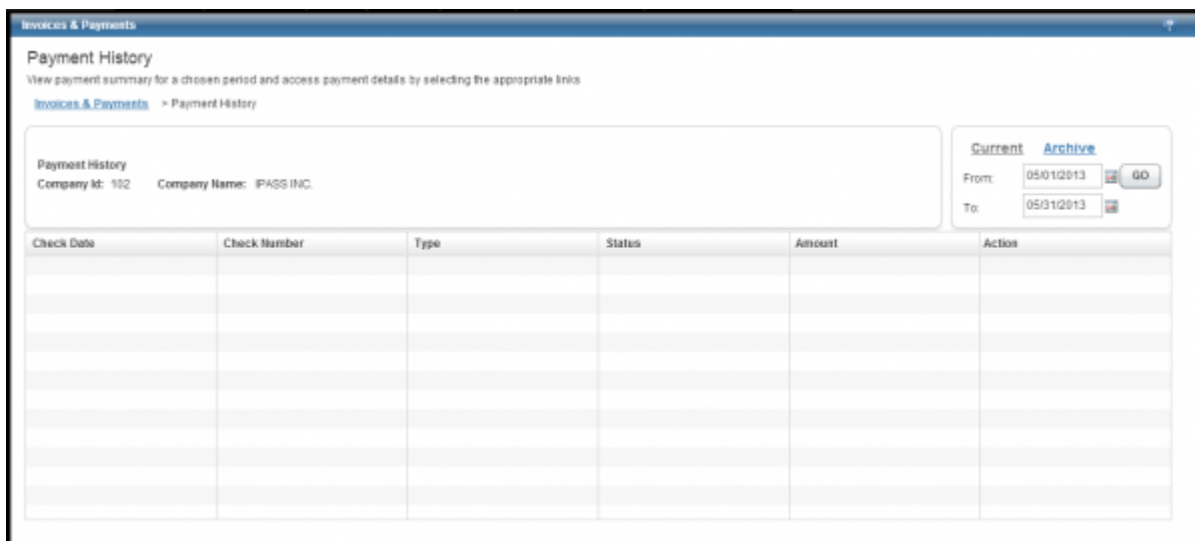 Invoices & Payments
Payment History
View payment summary for a chosen period and access payment details by selecting the appropriate links
Invoices & Payments > Payment History
Payment History
Company Id: 102 Company Name: IPASS INC.
Current Archive
From: 05/01/2013 GO
To: 05/31/2013
Check Date Check Number Type Status Amount Action